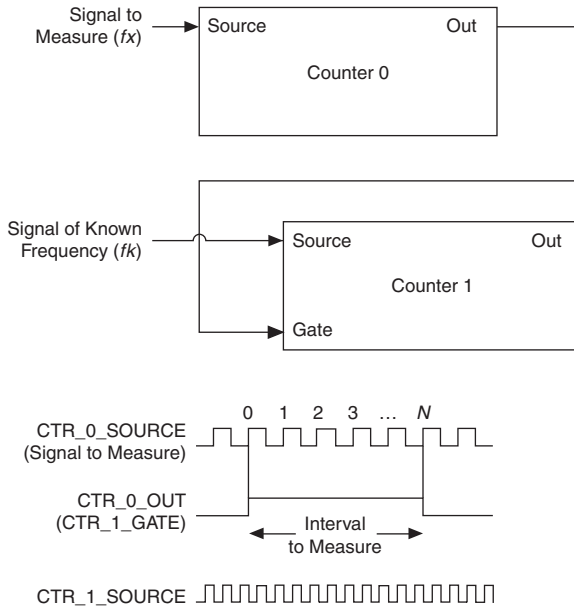 Signal to
Measure (fx)
Source
Out
Counter 0
Signal of Known
Frequency (fk)
Source
Out
Counter 1
Gate
0 1 2 3 … N
CTR_0_SOURCE
(Signal to Measure)
CTR_0_OUT
(CTR_1_GATE)
Interval
to Measure
CTR_1_SOURCE